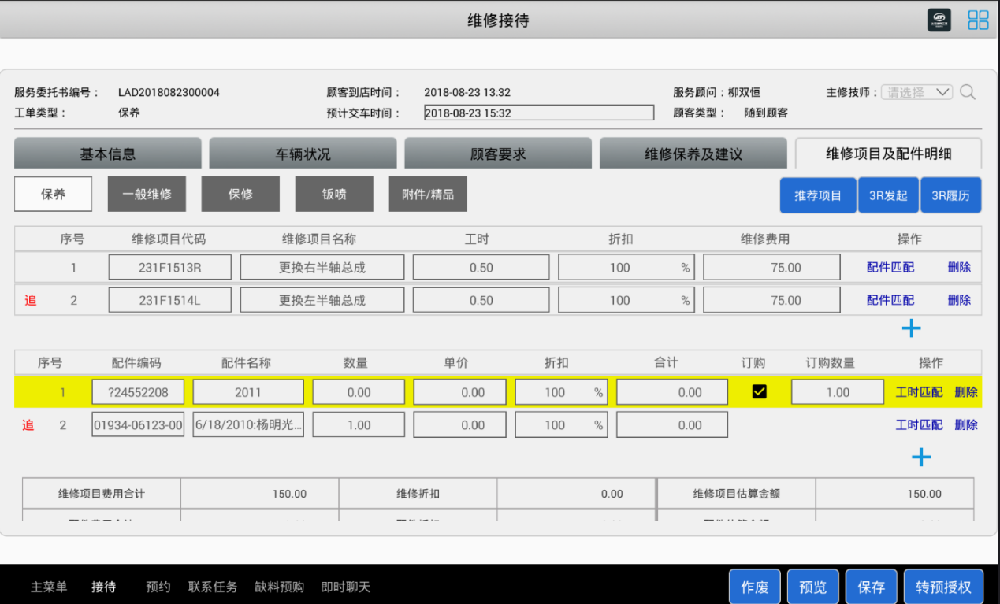 维修接待
服务委托书编号： LAD2018082300004 顾客到店时间： 2018-08-23 13:32 服务顾问：柳双恒 主修技师： 请选择
工单类型： 保养 预计交车时间： 2018-08-23 15:32 顾客类型： 随到顾客
基本信息 车辆状况 顾客要求 维修保养及建议 维修项目及配件明细
保养 一般维修 保修 钣喷 附件/精品 推荐项目 3R发起 3R履历
序号 维修项目代码 维修项目名称 工时 折扣 维修费用 操作
1 231F1513R 更换右半轴总成 0.50 100 % 75.00 配件匹配 删除
追 2 231F1514L 更换左半轴总成 0.50 100 % 75.00 配件匹配 删除
序号 配件编码 配件名称 数量 单价 折扣 合计 订购 订购数量 操作
1 ?24552208 2011 0.00 0.00 100 % 0.00 1.00 工时匹配 删除
追 2 01934-06123-00 6/18/2010:杨明光... 1.00 0.00 100 % 0.00 工时匹配 删除
维修项目费用合计 150.00 维修折扣 0.00 维修项目估算金额 150.00
主菜单 接待 预约 联系任务 缺料预购 即时聊天 作废 预览 保存 转预授权